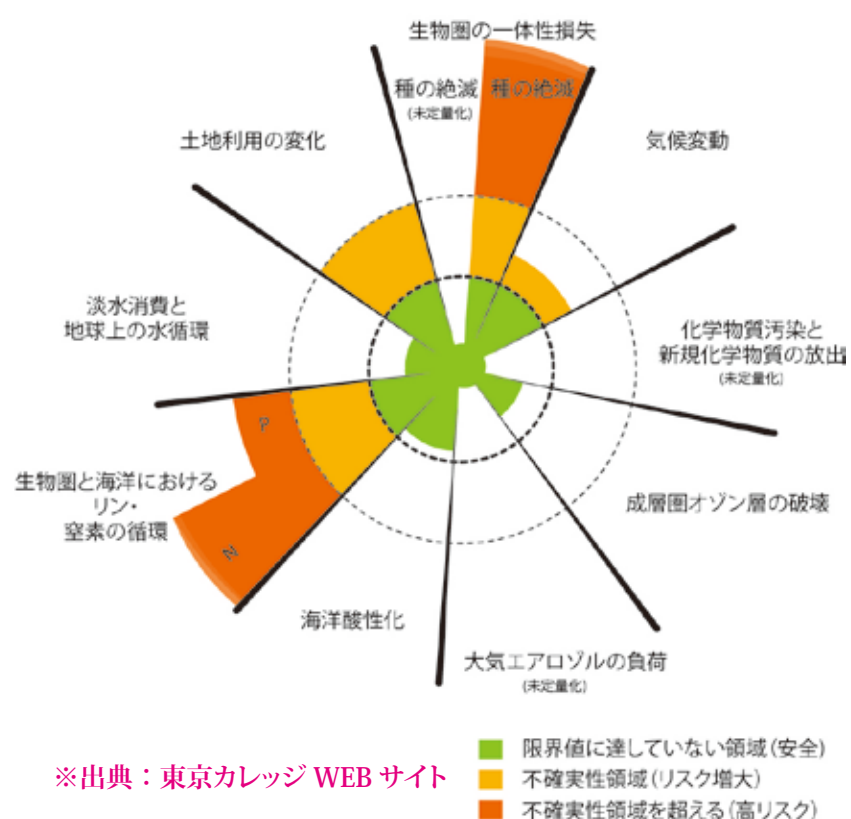 生物圏の一体性損失
種の絶滅
(未定量化)
種の絶滅
土地利用の変化
気候変動
淡水消費と
地球上の水循環
化学物質汚染と
新規化学物質の放出
(未定量化)
P
生物圏と海洋における
リン・
窒素の循環
N
成層圏オゾン層の破壊
海洋酸性化
大気エアロゾルの負荷
(未定量化)
限界値に達していない領域(安全)
不確実性領域(リスク増大)
不確実性領域を超える(高リスク)
※出典:東京カレッジ WEB サイト